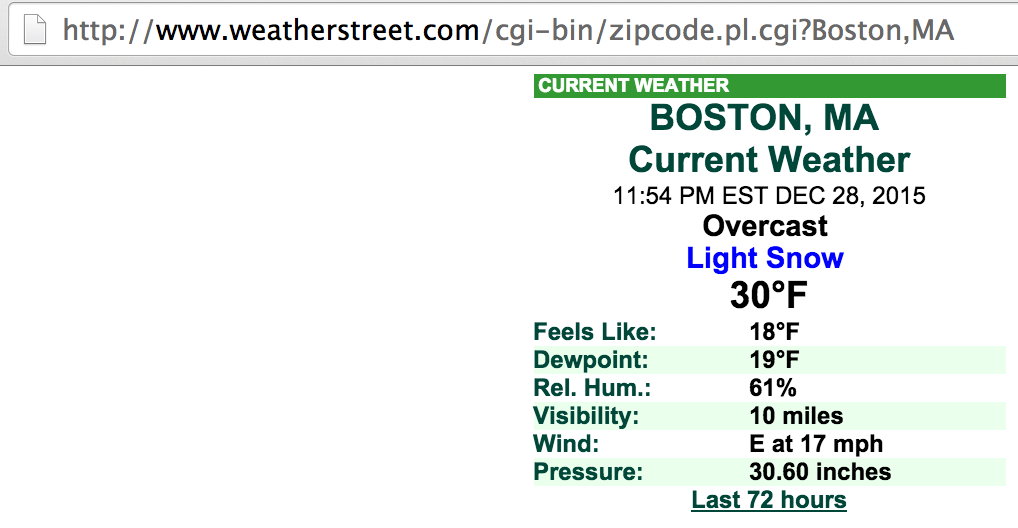 http://www.weatherstreet.com/cgi-bin/zipcode.pl.cgi?Boston,MA
CURRENT WEATHER
BOSTON, MA
Current Weather
11:54 PM EST DEC 28, 2015
Overcast
Light Snow
30°F
Feels Like: 18°F
Dewpoint: 19°F
Rel. Hum.: 61%
Visibility: 10 miles
Wind: E at 17 mph
Pressure: 30.60 inches
Last 72 hours